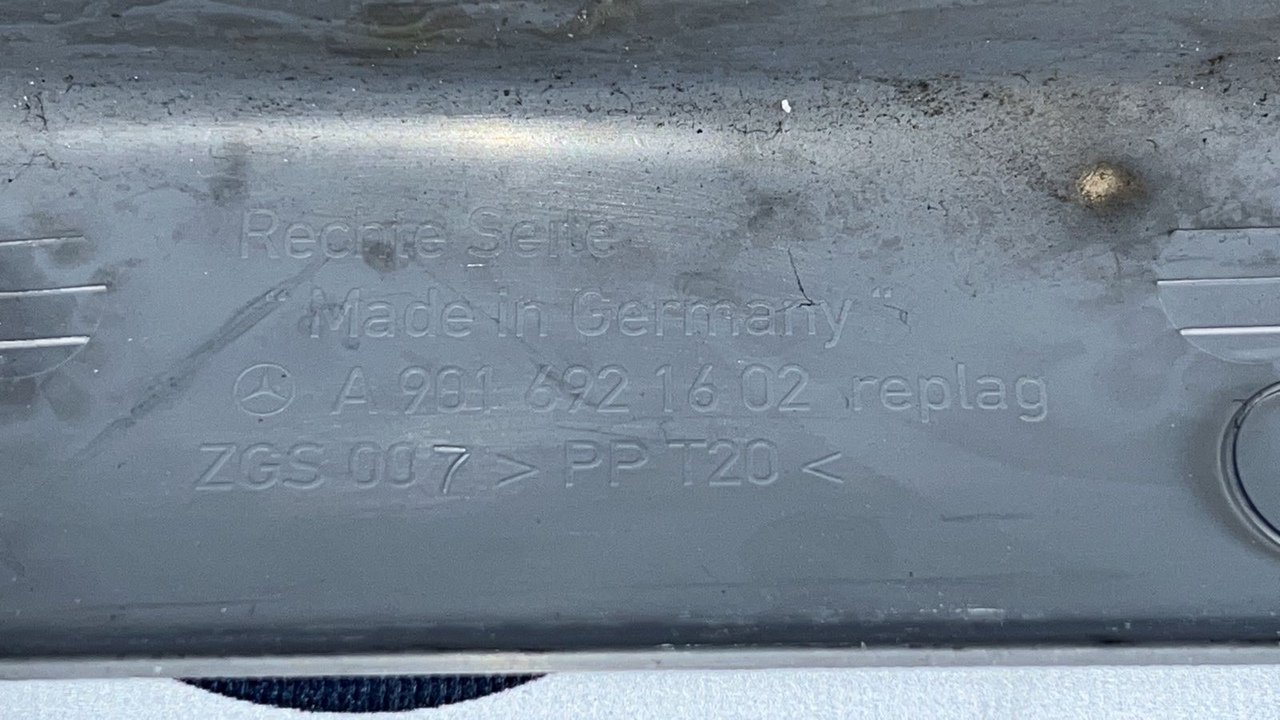 Rechte Seite
“ Made in Germany “
A 901 692 16 02 replag
ZGS 007 > PP T20 <